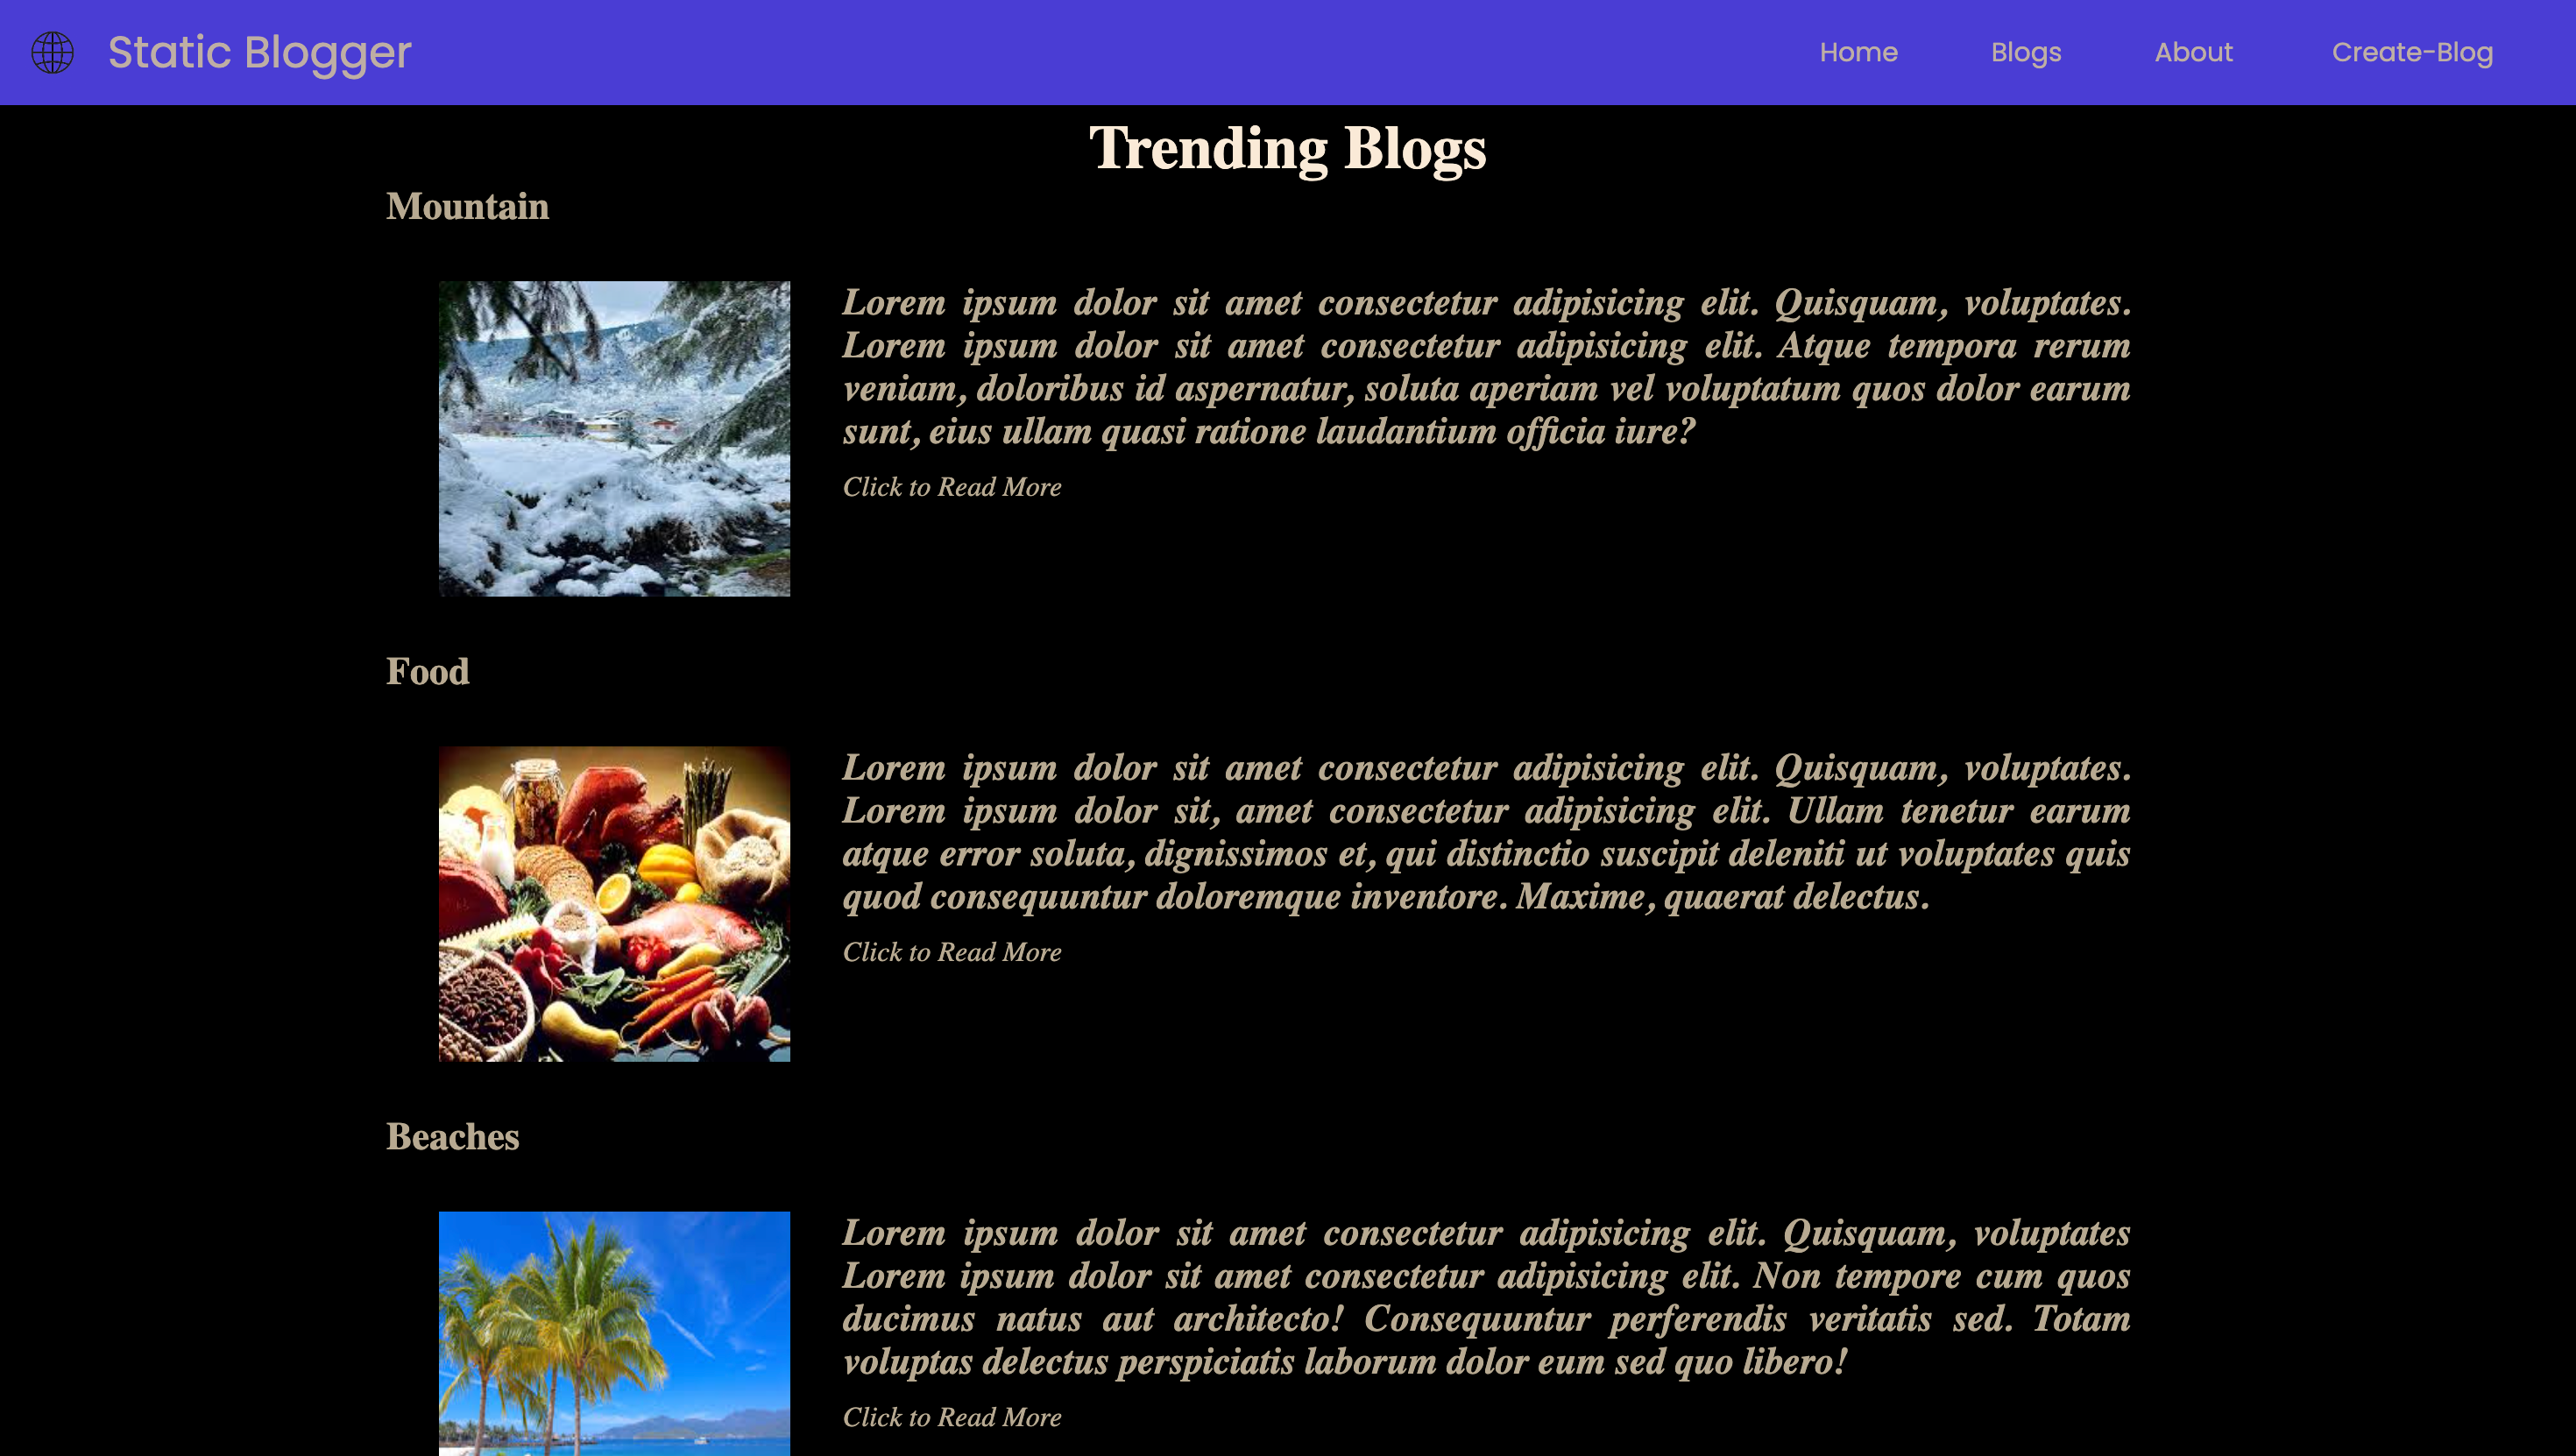 Static Blogger
Home
Blogs
About
Create-Blog
Trending Blogs
Mountain
Lorem ipsum dolor sit amet consectetur adipisicing elit. Quisquam, voluptates.
Lorem ipsum dolor sit amet consectetur adipisicing elit. Atque tempora rerum
veniam, doloribus id aspernatur, soluta aperiam vel voluptatum quos dolor earum
sunt, eius ullam quasi ratione laudantium officia iure?
Click to Read More
Food
Lorem ipsum dolor sit amet consectetur adipisicing elit. Quisquam, voluptates.
Lorem ipsum dolor sit, amet consectetur adipisicing elit. Ullam tenetur earum
atque error soluta, dignissimos et, qui distinctio suscipit deleniti ut voluptates quis
quod consequuntur doloremque inventore. Maxime, quaerat delectus.
Click to Read More
Beaches
Lorem ipsum dolor sit amet consectetur adipisicing elit. Quisquam, voluptates
Lorem ipsum dolor sit amet consectetur adipisicing elit. Non tempore cum quos
ducimus natus aut architecto! Consequuntur perferendis veritatis sed. Totam
voluptas delectus perspiciatis laborum dolor eum sed quo libero!
Click to Read More